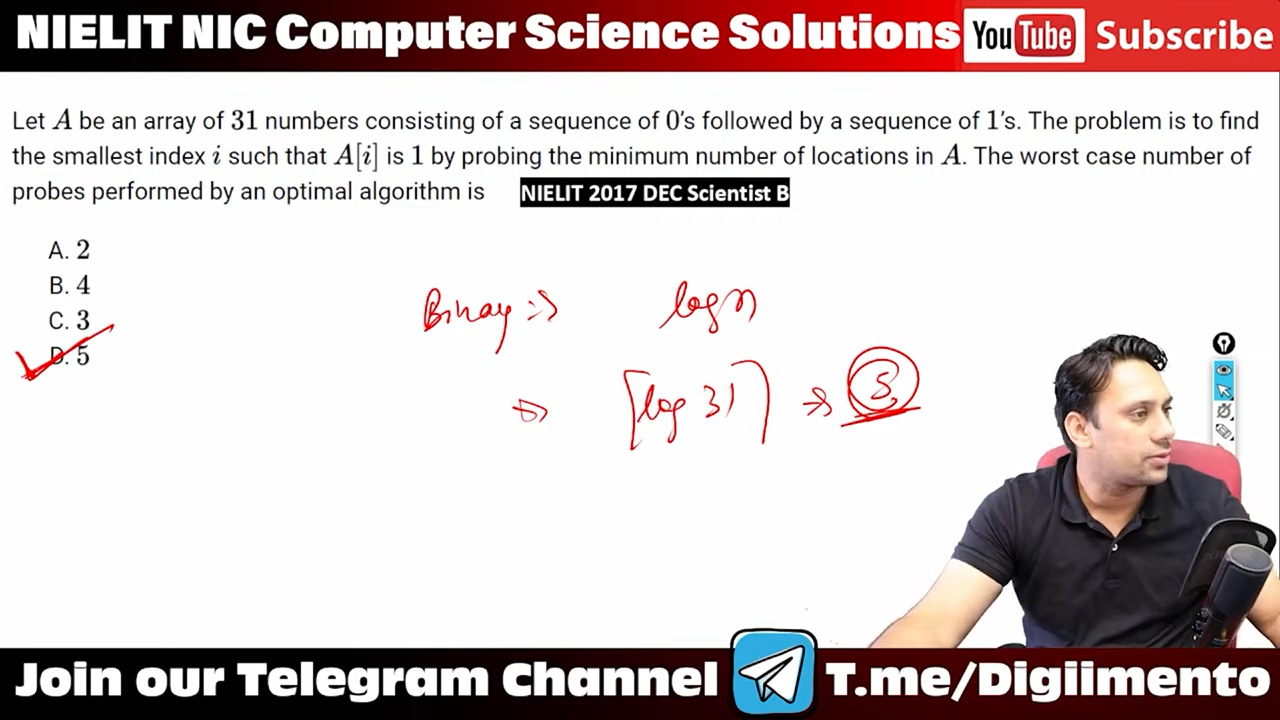 NIELIT NIC Computer Science Solutions YouTube Subscribe
Let A be an array of 31 numbers consisting of a sequence of 0's followed by a sequence of 1's. The problem is to find
the smallest index i such that A[i] is 1 by probing the minimum number of locations in A. The worst case number of
probes performed by an optimal algorithm is NIELIT 2017 DEC Scientist B
A. 2
B. 4
C. 3
D. 5
Binary ⇒ log n
⇒ ⌈log 31⌉ ⇒ 5
Join our Telegram Channel T.me/Digiimento